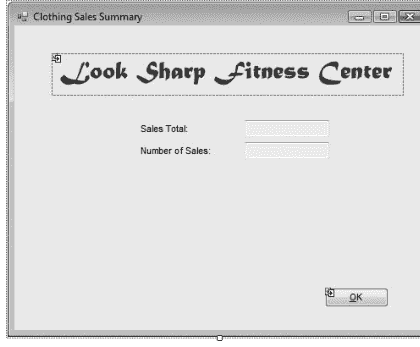 Clothing Sales Summary
Look Sharp Fitness Center
Sales Total:
Number of Sales:
OK